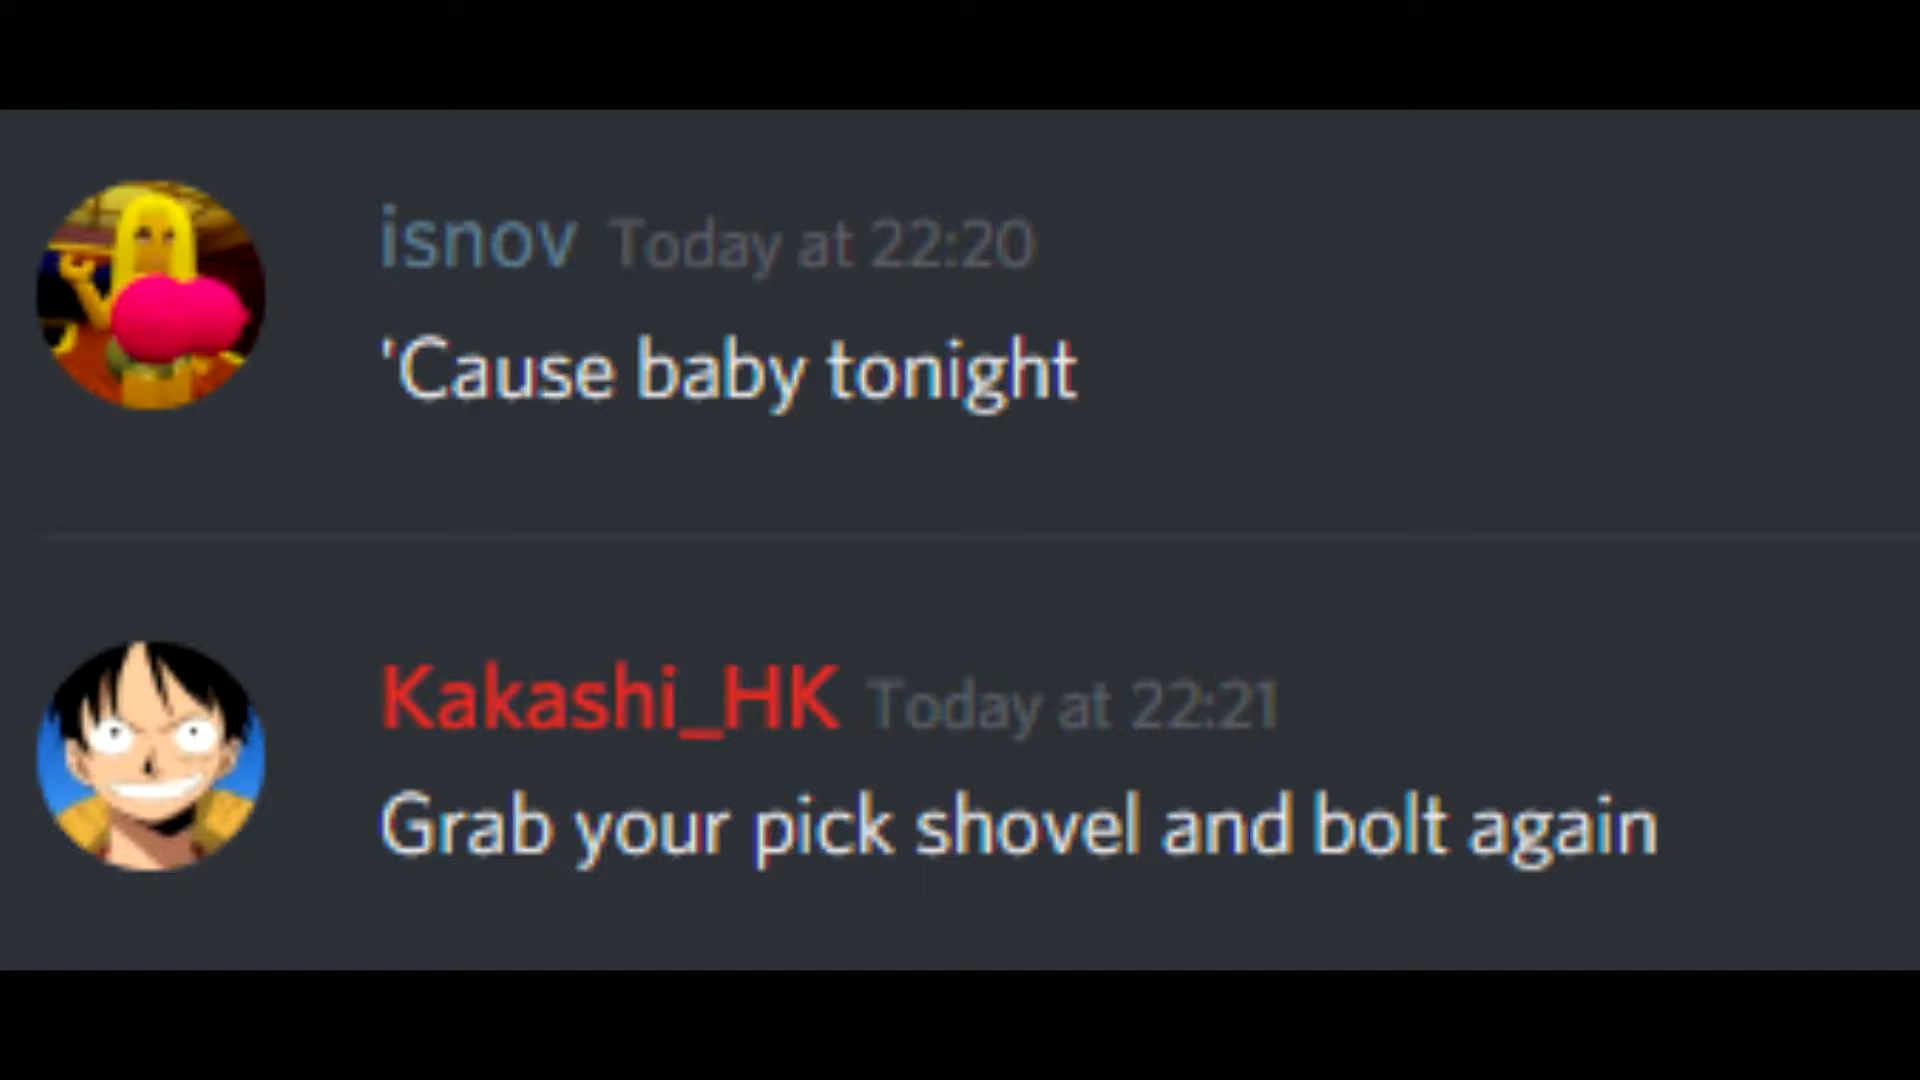 isnov Today at 22:20
'Cause baby tonight
Kakashi_HK Today at 22:21
Grab your pick shovel and bolt again